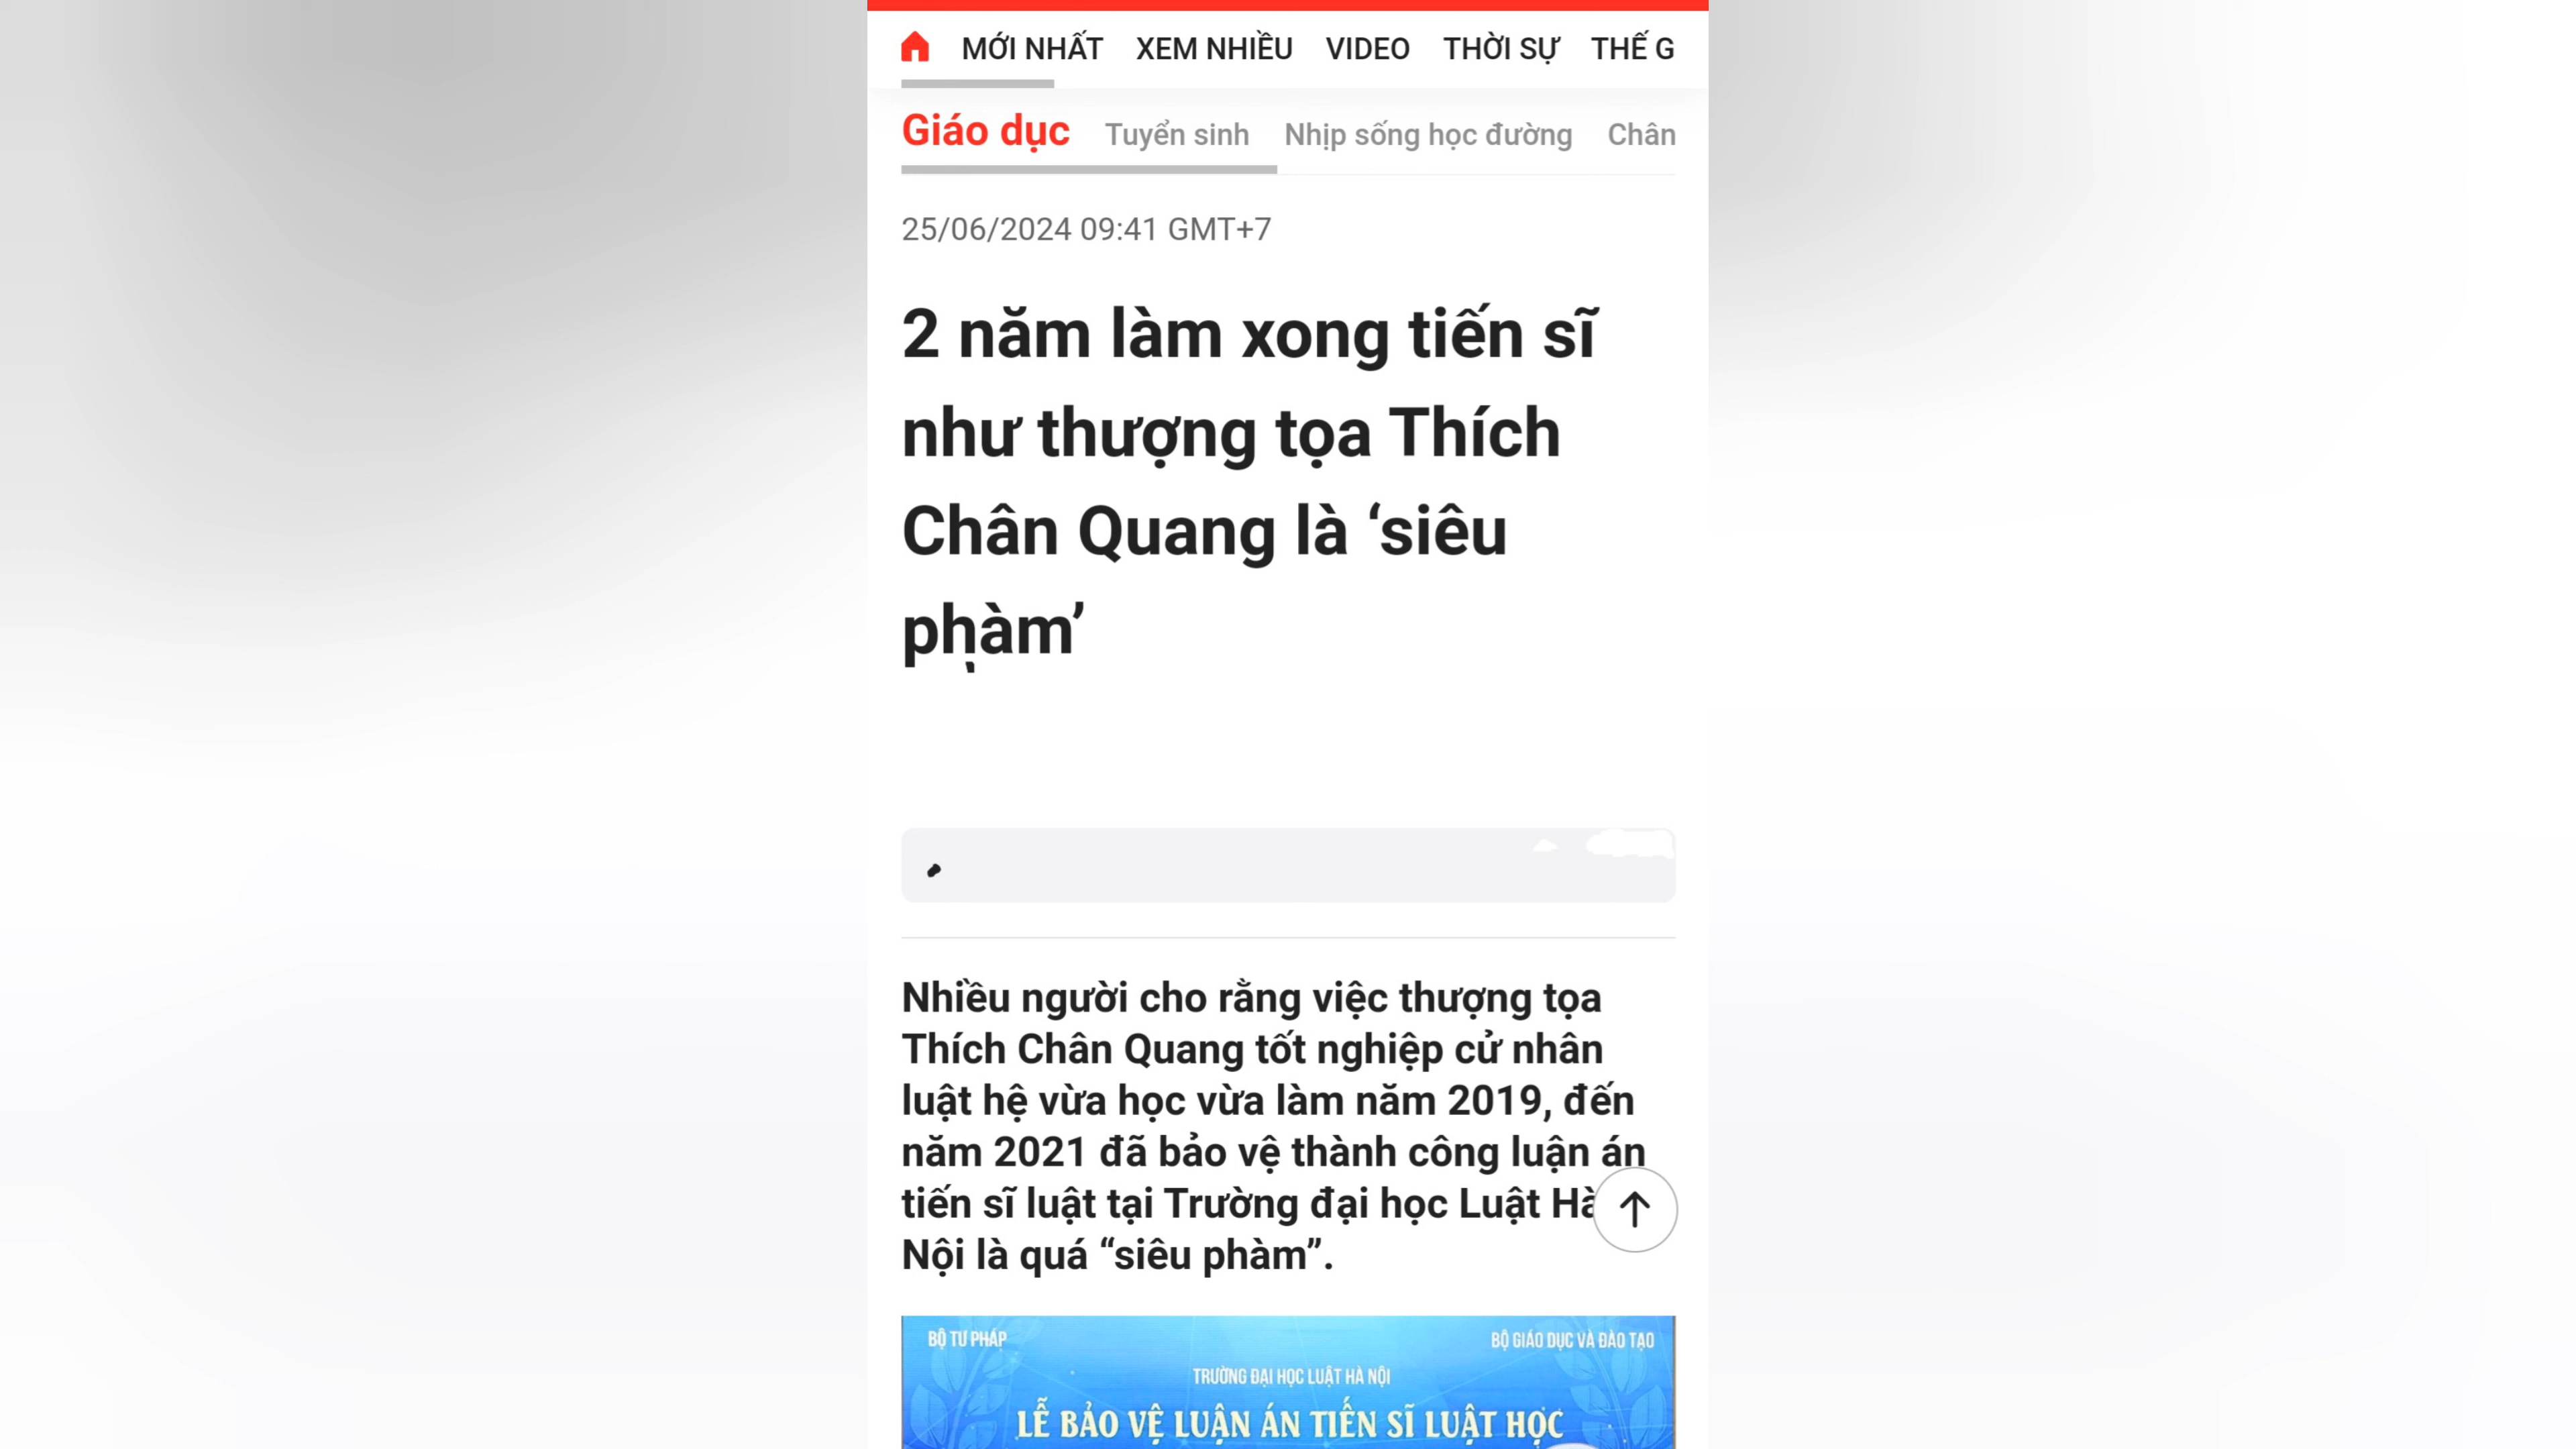 MỚI NHẤT XEM NHIỀU VIDEO THỜI SỰ THẾ G
Giáo dục Tuyển sinh Nhịp sống học đường Chân
25/06/2024 09:41 GMT+7
2 năm làm xong tiến sĩ
như thượng tọa Thích
Chân Quang là ‘siêu
phàm’
Nhiều người cho rằng việc thượng tọa
Thích Chân Quang tốt nghiệp cử nhân
luật hệ vừa học vừa làm năm 2019, đến
năm 2021 đã bảo vệ thành công luận án
tiến sĩ luật tại Trường đại học Luật Hà
Nội là quá “siêu phàm”.
BỘ TƯ PHÁP BỘ GIÁO DỤC VÀ ĐÀO TẠO
TRƯỜNG ĐẠI HỌC LUẬT HÀ NỘI
LỄ BẢO VỆ LUẬN ÁN TIẾN SĨ LUẬT HỌC